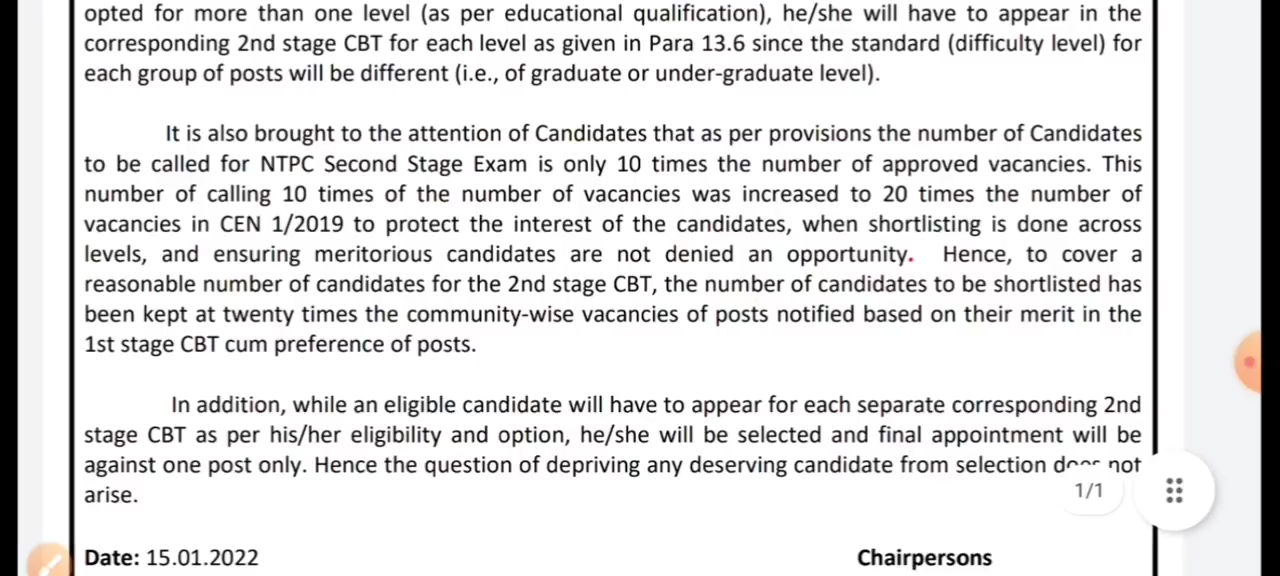 opted for more than one level (as per educational qualification), he/she will have to appear in the
corresponding 2nd stage CBT for each level as given in Para 13.6 since the standard (difficulty level) for
each group of posts will be different (i.e., of graduate or under-graduate level).
It is also brought to the attention of Candidates that as per provisions the number of Candidates
to be called for NTPC Second Stage Exam is only 10 times the number of approved vacancies. This
number of calling 10 times of the number of vacancies was increased to 20 times the number of
vacancies in CEN 1/2019 to protect the interest of the candidates, when shortlisting is done across
levels, and ensuring meritorious candidates are not denied an opportunity. Hence, to cover a
reasonable number of candidates for the 2nd stage CBT, the number of candidates to be shortlisted has
been kept at twenty times the community-wise vacancies of posts notified based on their merit in the
1st stage CBT cum preference of posts.
In addition, while an eligible candidate will have to appear for each separate corresponding 2nd
stage CBT as per his/her eligibility and option, he/she will be selected and final appointment will be
against one post only. Hence the question of depriving any deserving candidate from selection does not
arise.
1/1
Date: 15.01.2022 Chairpersons